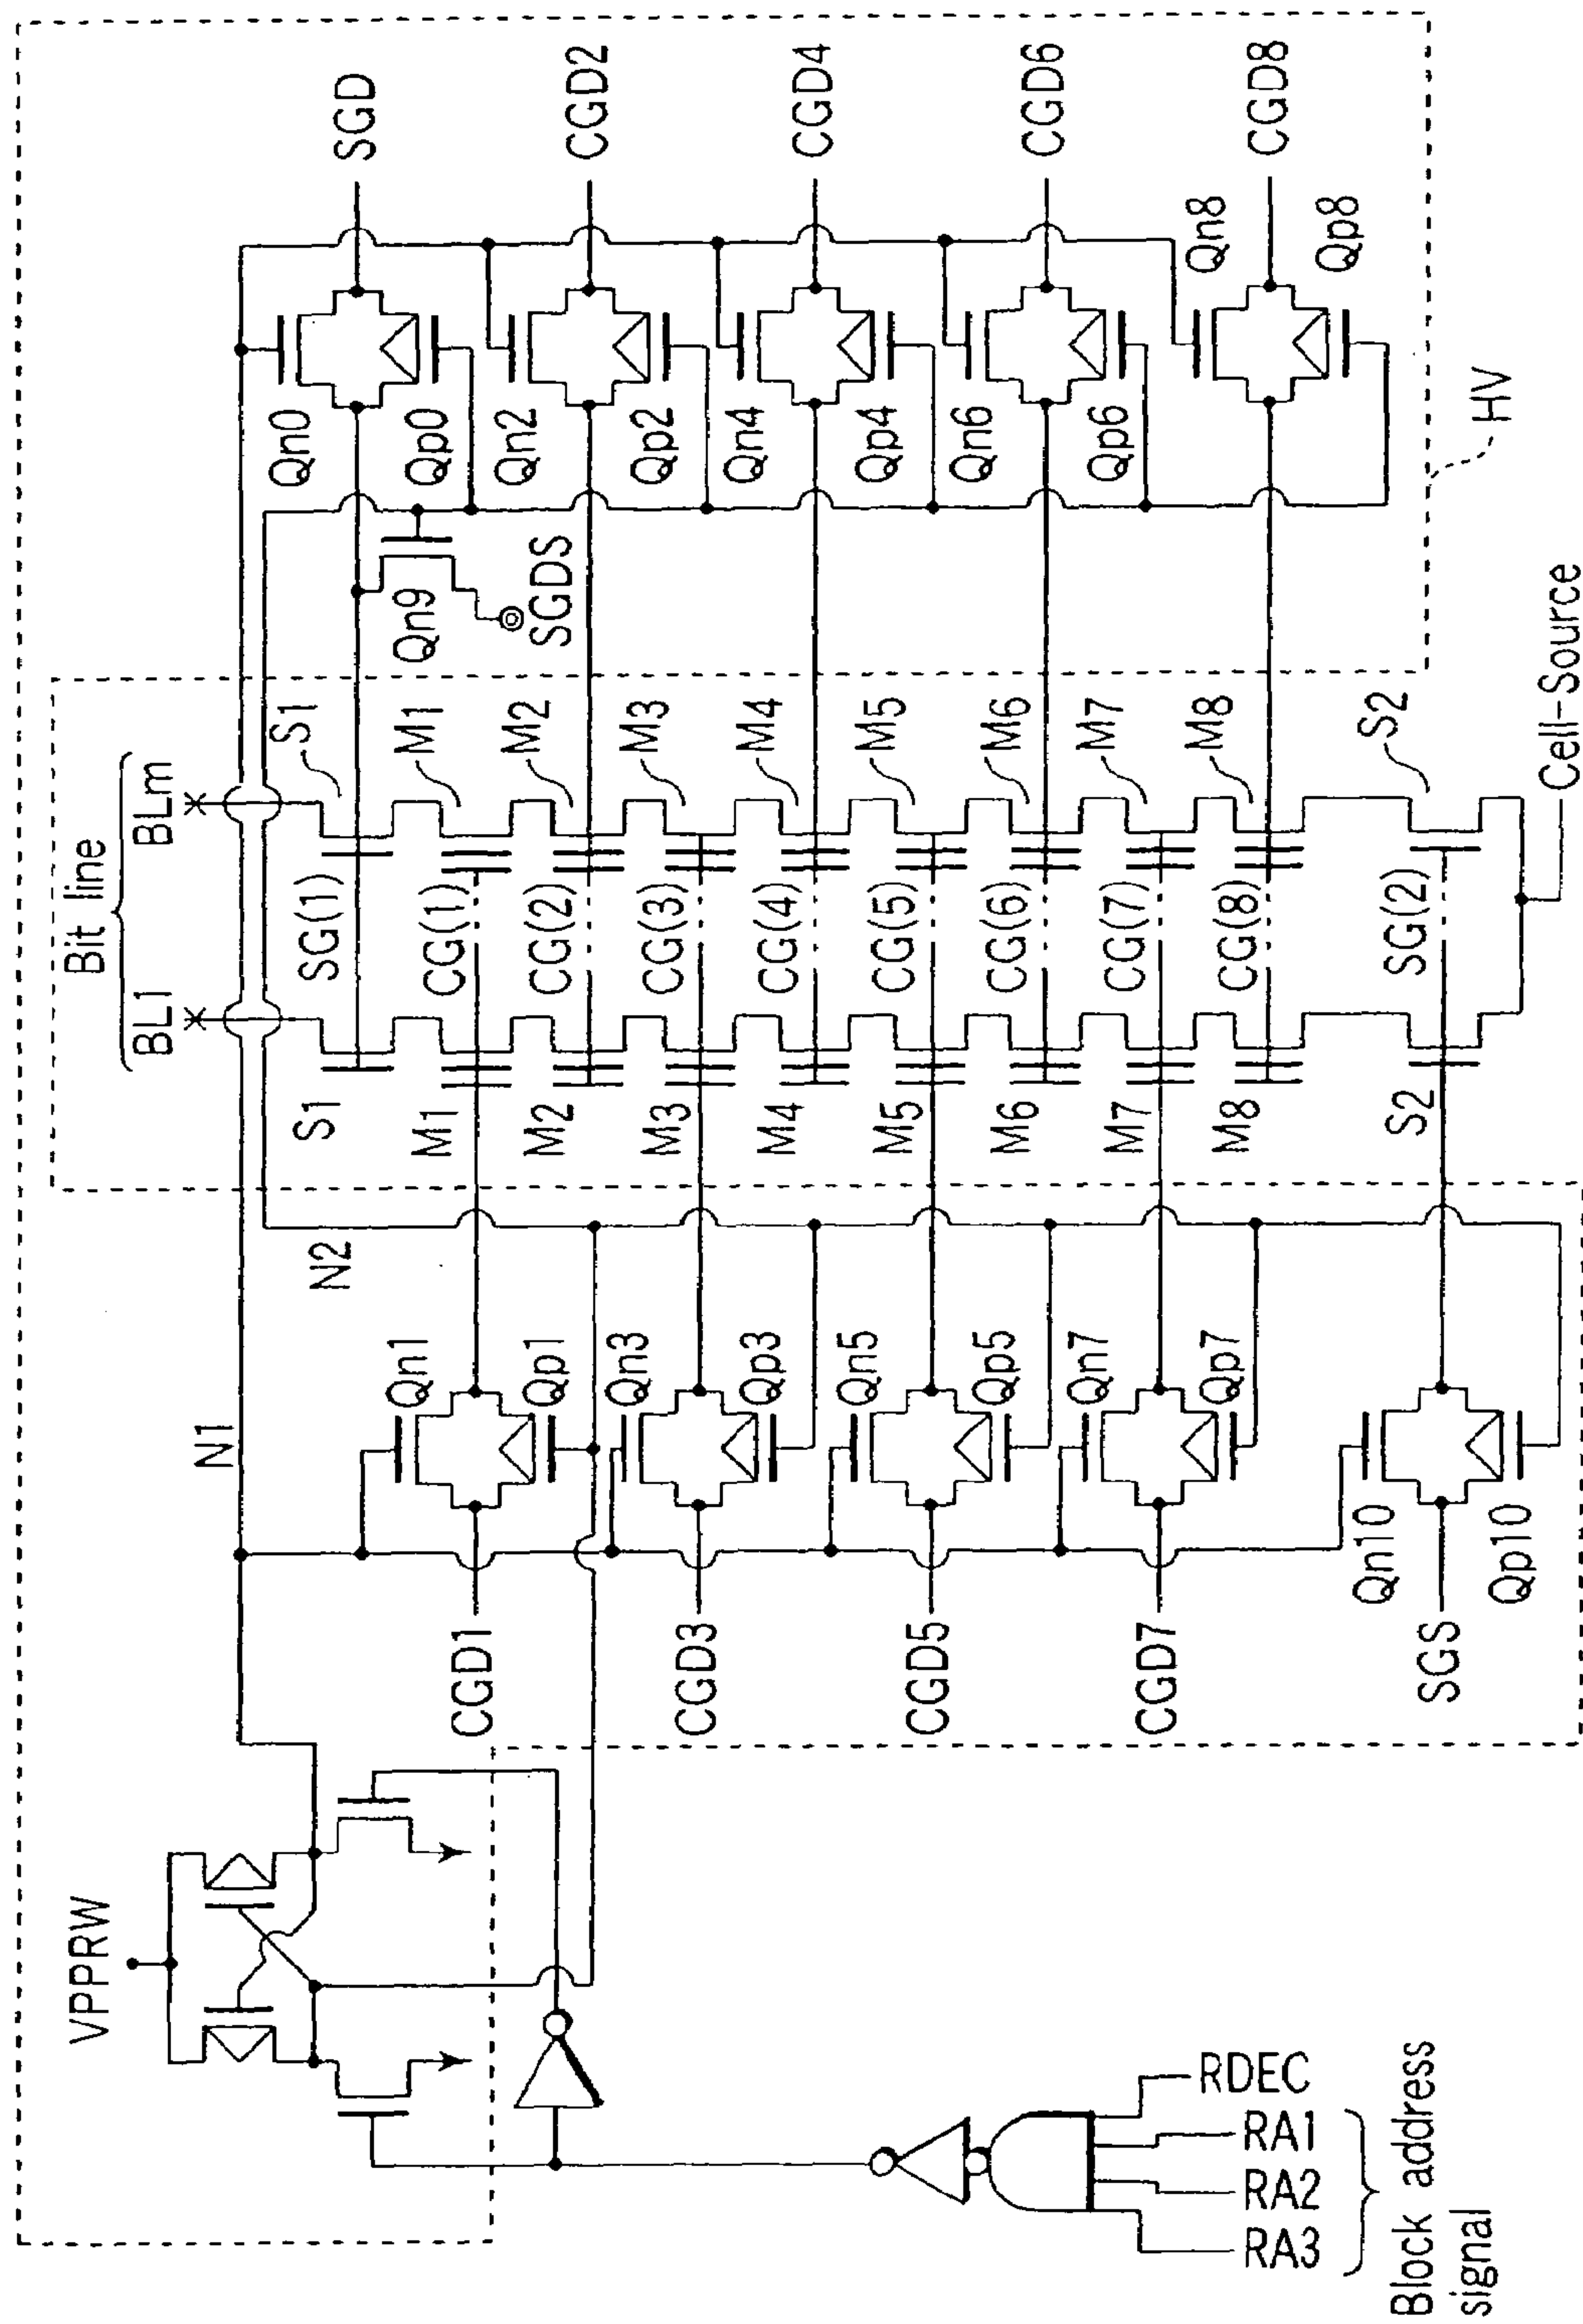 Bit line
BL1
BLm
VPPRW
N1
N2
S1
S1
SG(1)
SGD
Qn0
Qp0
Qn9
SGDS
CGD1
Qn1
Qp1
M1
CG(1)
M1
M2
CG(2)
M2
Qn2
Qp2
CGD2
CGD3
Qn3
Qp3
M3
CG(3)
M3
M4
CG(4)
M4
Qn4
Qp4
CGD4
CGD5
Qn5
Qp5
M5
CG(5)
M5
M6
CG(6)
M6
Qn6
Qp6
CGD6
CGD7
Qn7
Qp7
M7
CG(7)
M7
M8
CG(8)
M8
Qn8
Qp8
CGD8
SGS
Qn10
Qp10
S2
SG(2)
S2
HV
Cell-Source
RDEC
RA1
RA2
RA3
Block address
signal